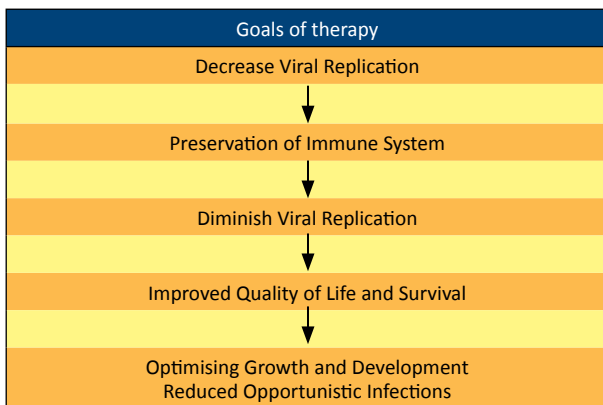 Goals of therapy
Decrease Viral Replication
Preservation of Immune System
Diminish Viral Replication
Improved Quality of Life and Survival
Optimising Growth and Development
Reduced Opportunistic Infections